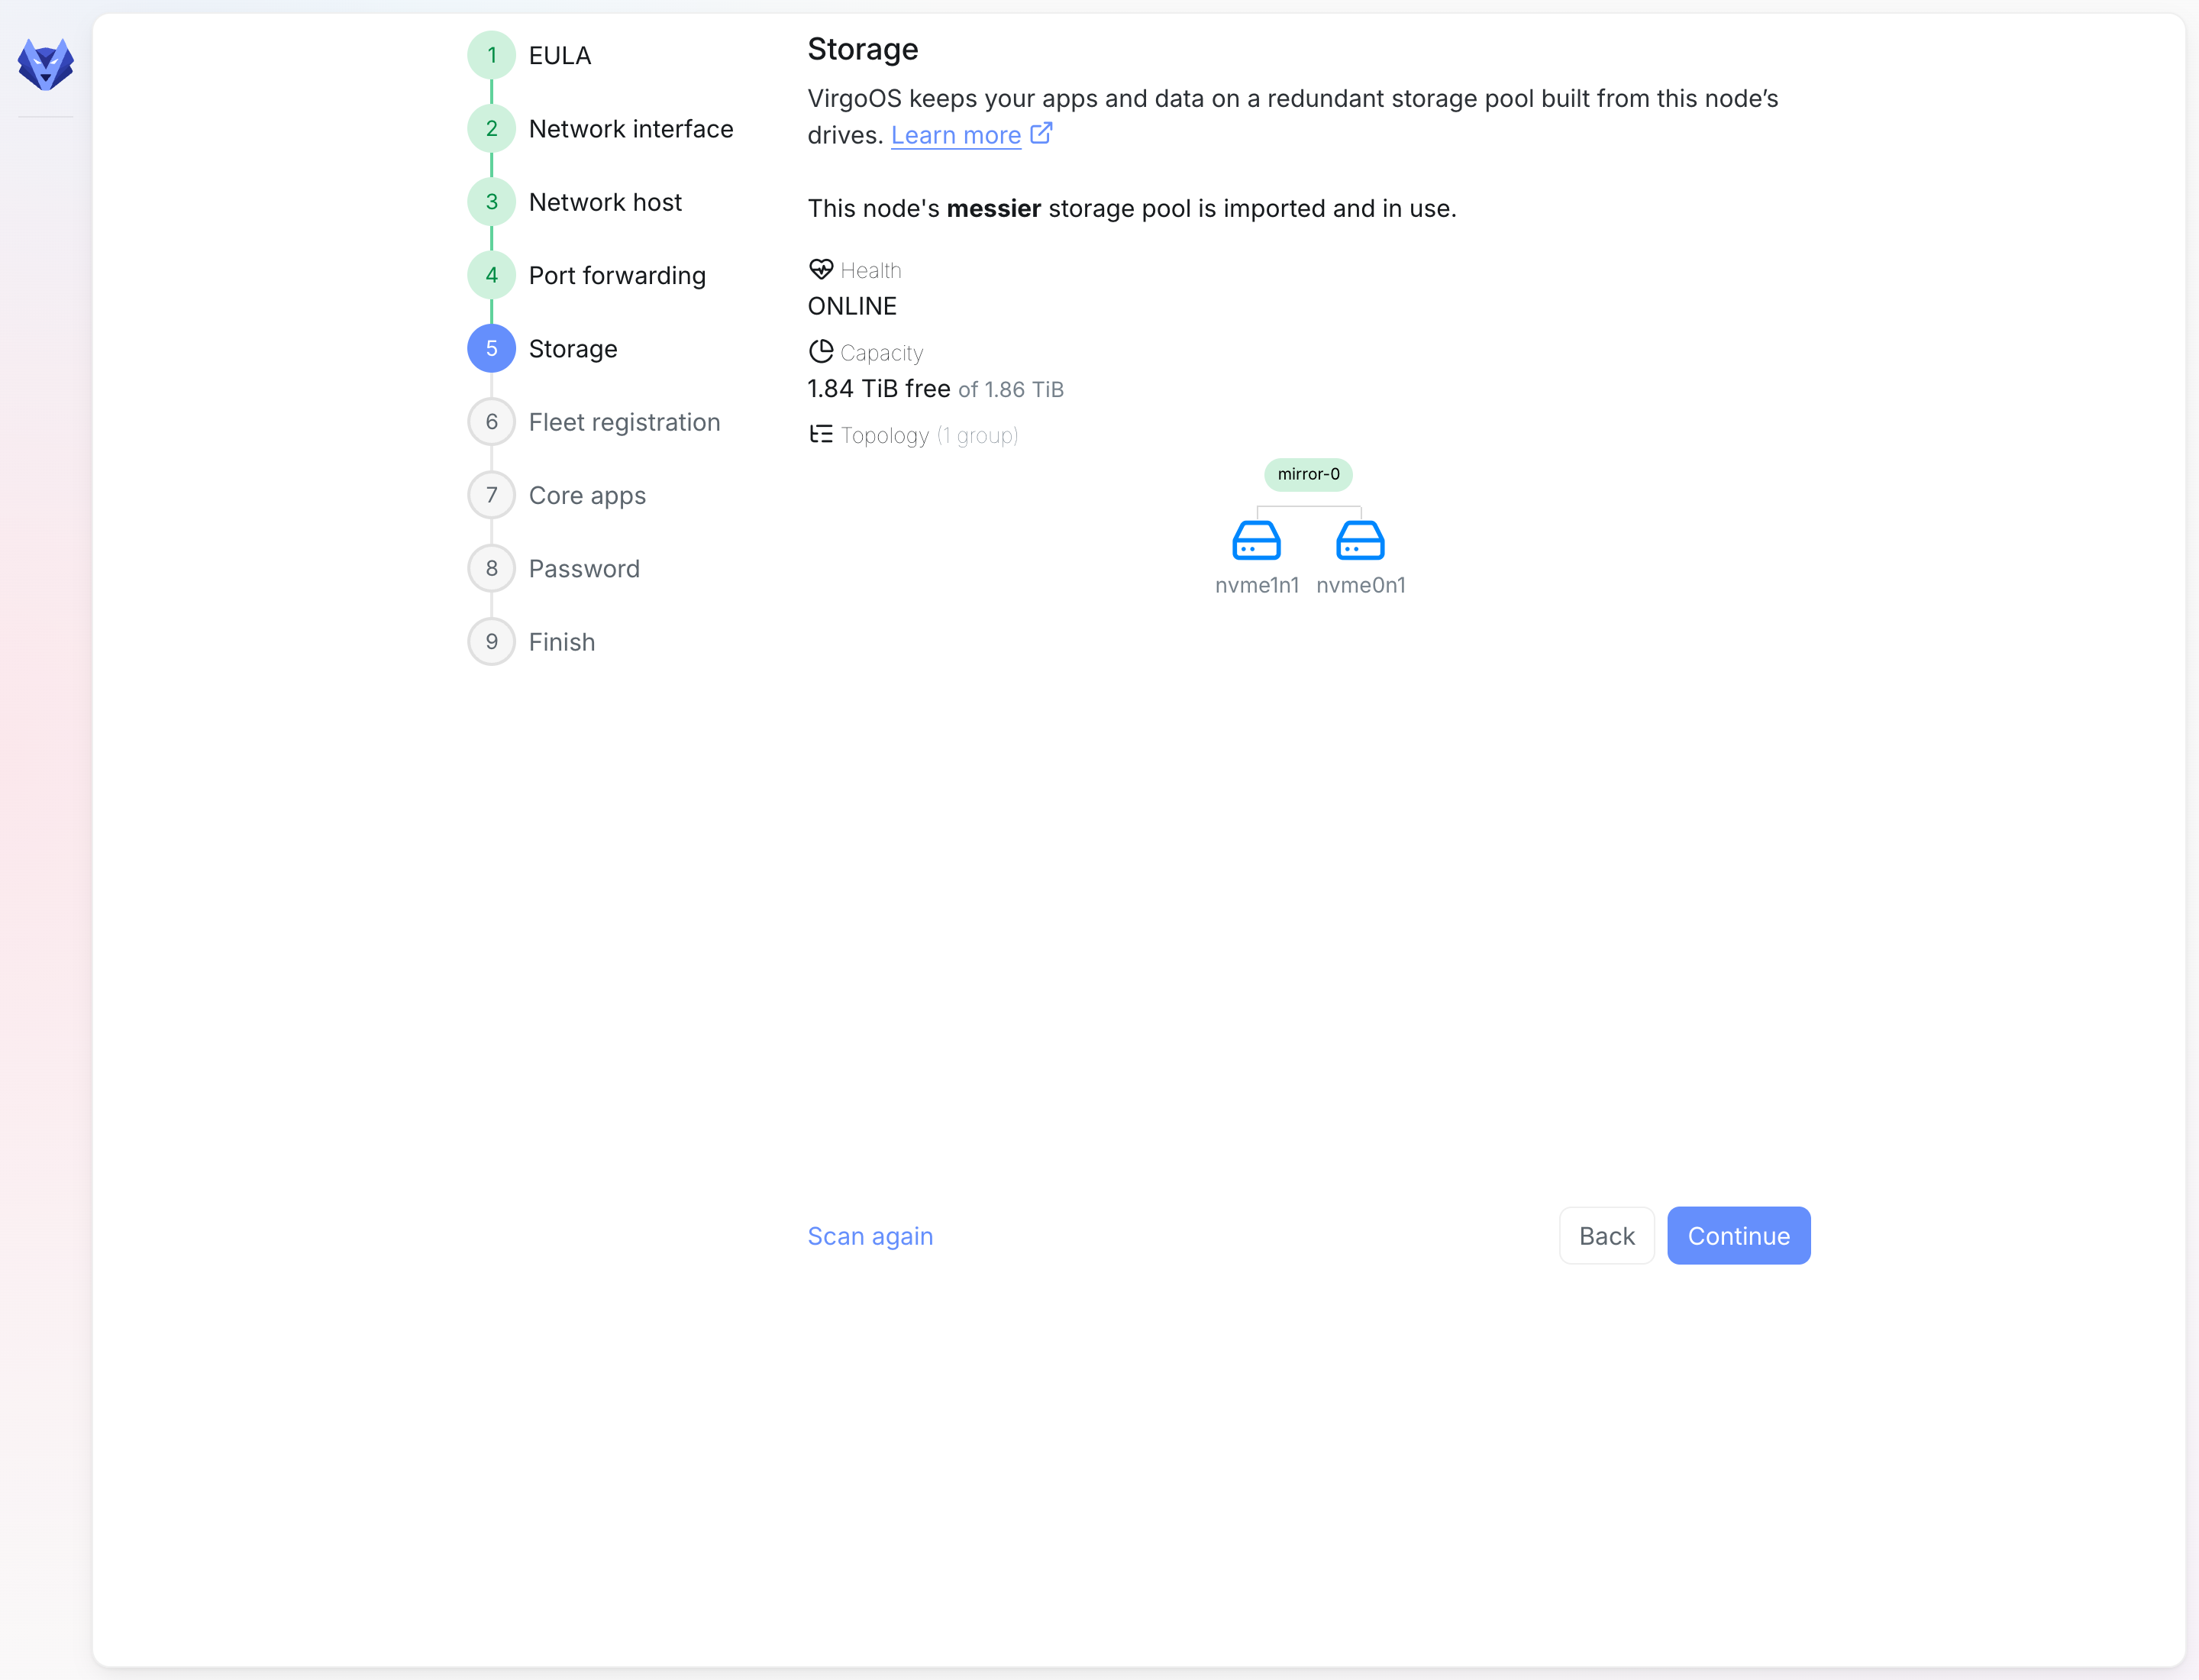 1 EULA
2 Network interface
3 Network host
4 Port forwarding
5 Storage
6 Fleet registration
7 Core apps
8 Password
9 Finish
Storage
VirgoOS keeps your apps and data on a redundant storage pool built from this node’s
drives. Learn more
This node's messier storage pool is imported and in use.
Health
ONLINE
Capacity
1.84 TiB free of 1.86 TiB
Topology (1 group)
mirror-0
nvme1n1 nvme0n1
Scan again
Back Continue